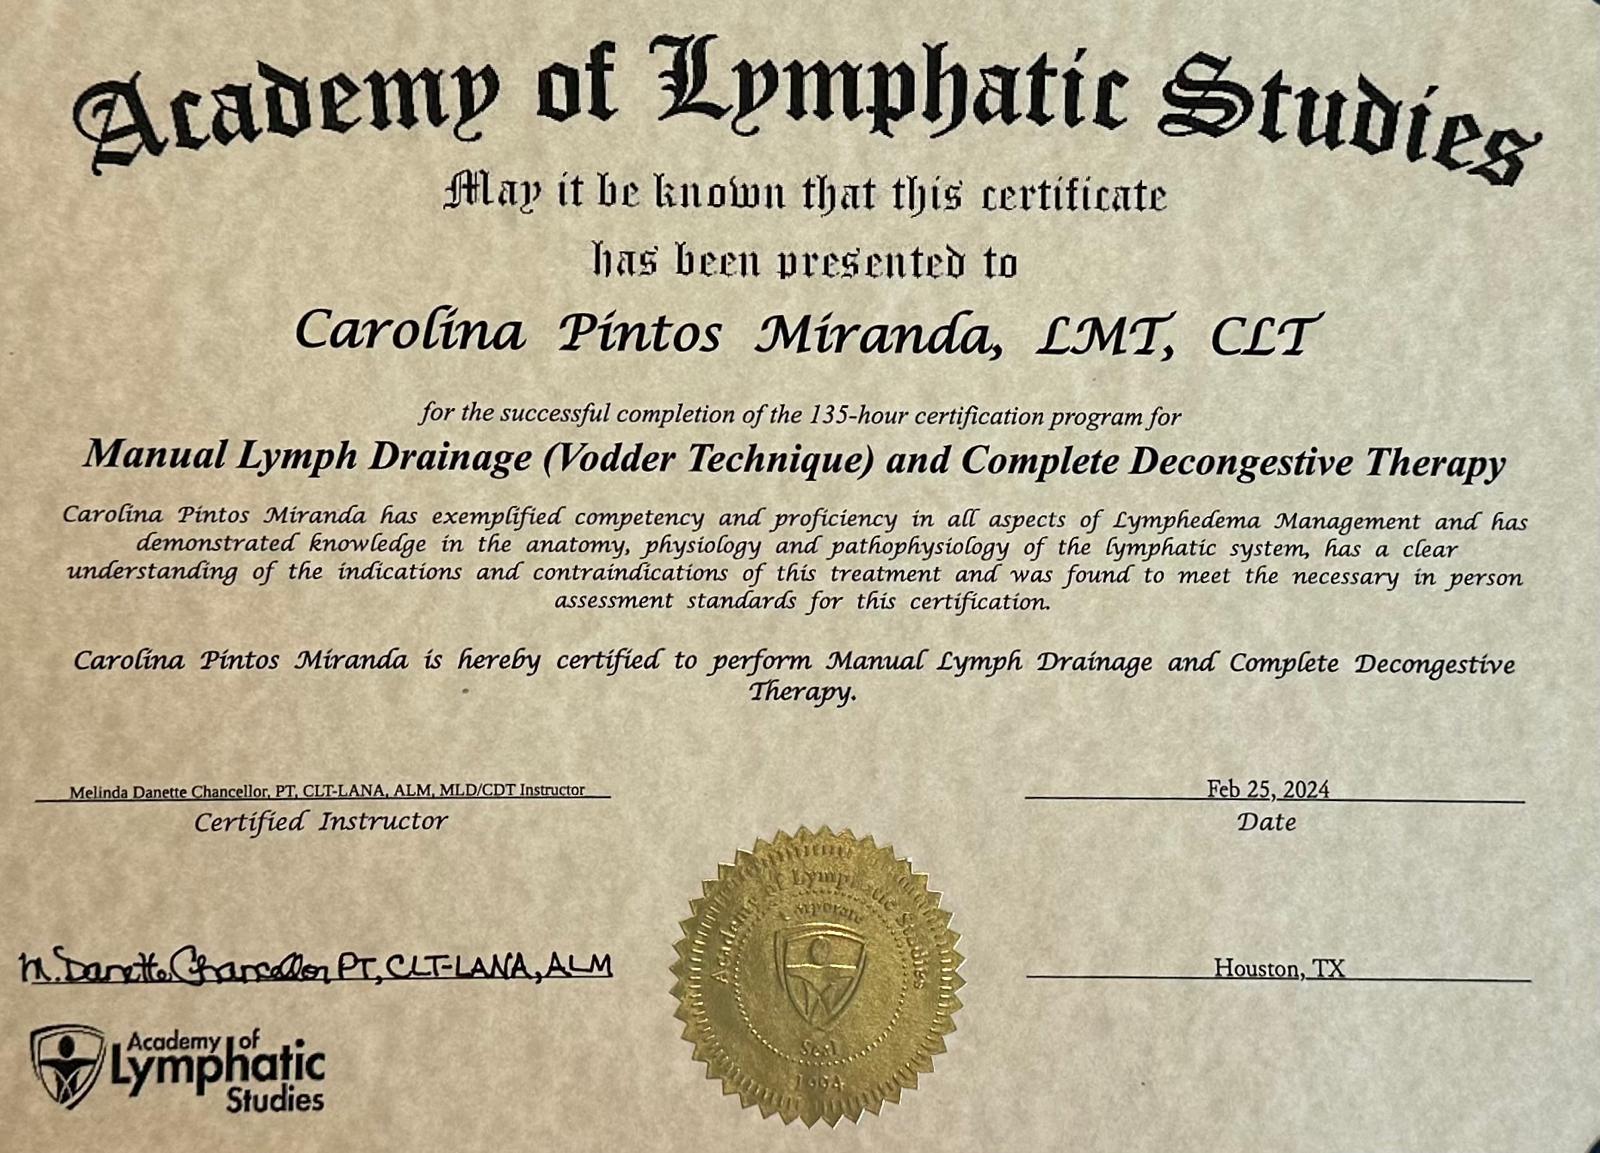 Academy of Lymphatic Studies
May it be known that this certificate
has been presented to
Carolina Pintos Miranda, LMT, CLT
for the successful completion of the 135-hour certification program for
Manual Lymph Drainage (Vodder Technique) and Complete Decongestive Therapy
Carolina Pintos Miranda has exemplified competency and proficiency in all aspects of Lymphedema Management and has
demonstrated knowledge in the anatomy, physiology and pathophysiology of the lymphatic system, has a clear
understanding of the indications and contraindications of this treatment and was found to meet the necessary in person
assessment standards for this certification.
Carolina Pintos Miranda is hereby certified to perform Manual Lymph Drainage and Complete Decongestive
Therapy.
Melinda Danette Chancellor, PT, CLT-LANA, ALM, MLD/CDT Instructor
Certified Instructor
Feb 25, 2024
Date
M. Danette Chancellor PT, CLT-LANA, ALM
Houston, TX
Academy of Lymphatic Studies
Corporate
Seal
1994
Academy of
Lymphatic
Studies